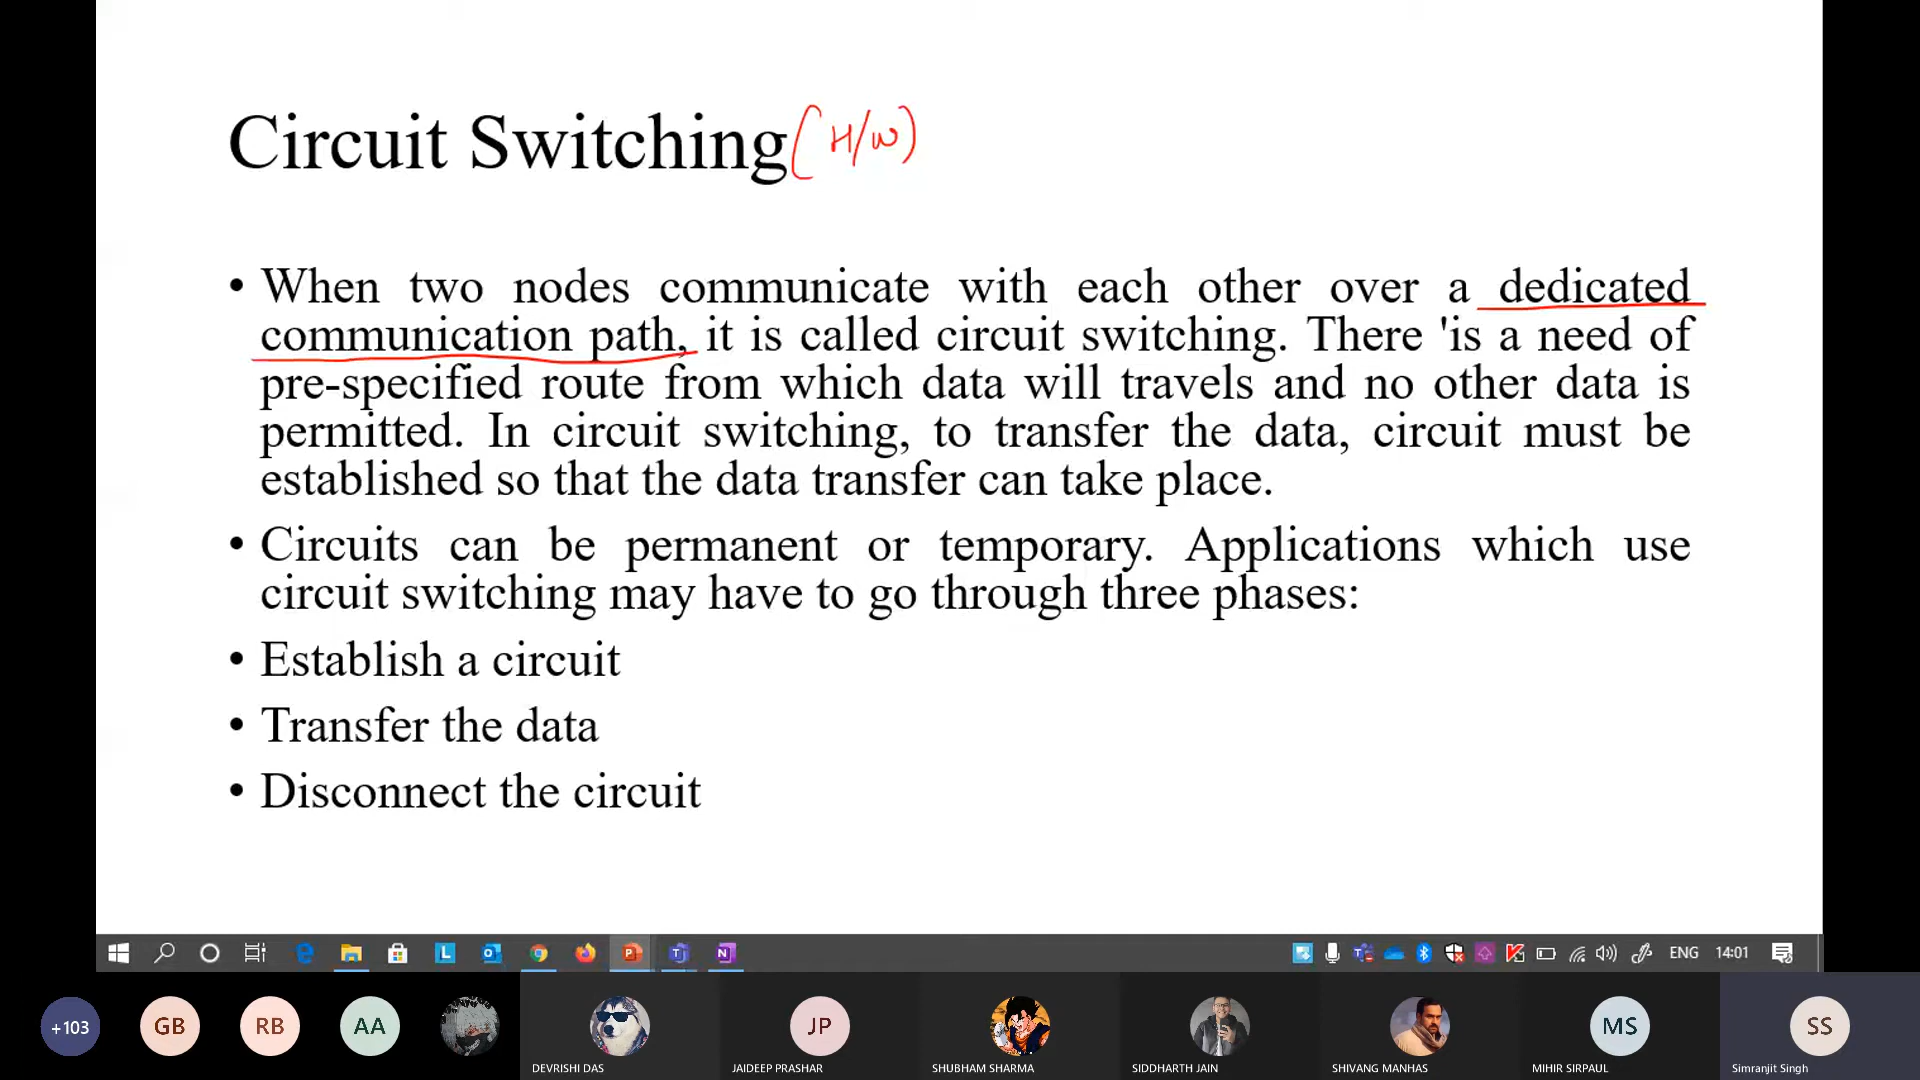 Circuit Switching (H/W)
• When two nodes communicate with each other over a dedicated
communication path, it is called circuit switching. There 'is a need of
pre-specified route from which data will travels and no other data is
permitted. In circuit switching, to transfer the data, circuit must be
established so that the data transfer can take place.
• Circuits can be permanent or temporary. Applications which use
circuit switching may have to go through three phases:
• Establish a circuit
• Transfer the data
• Disconnect the circuit
ENG 14:01
+103 GB RB AA JP MS SS
DEVRISHI DAS JAIDEEP PRASHAR SHUBHAM SHARMA SIDDHARTH JAIN SHIVANG MANHAS MIHIR SIRPAUL Simranjit Singh